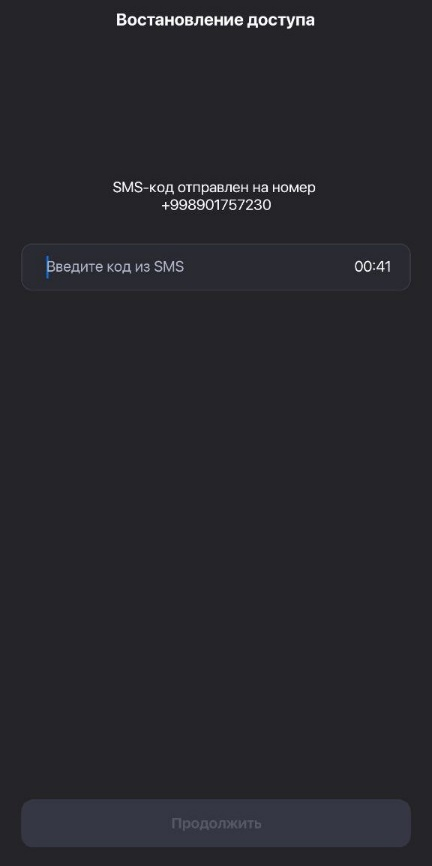 Востановление доступа
SMS-код отправлен на номер
+998901757230
Введите код из SMS
00:41
Продолжить